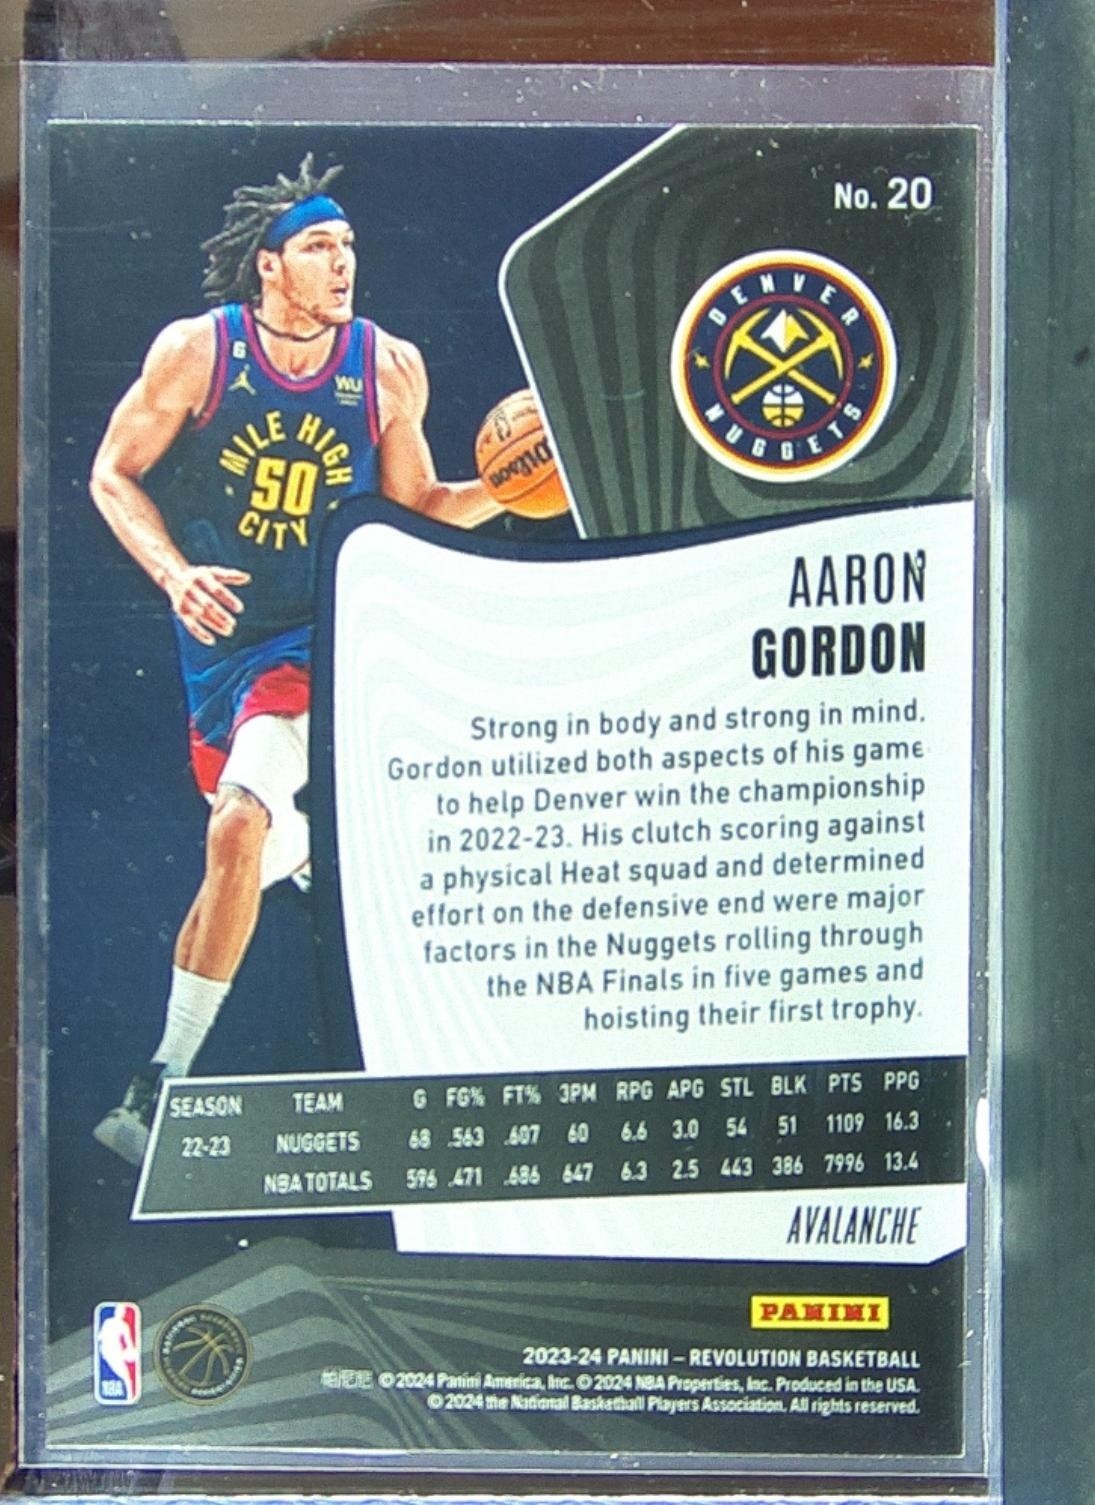 No. 20
DENVER
NUGGETS
6
WU
MILE HIGH
50
CITY
Wilson
AARON
GORDON
Strong in body and strong in mind,
Gordon utilized both aspects of his game
to help Denver win the championship
in 2022-23. His clutch scoring against
a physical Heat squad and determined
effort on the defensive end were major
factors in the Nuggets rolling through
the NBA Finals in five games and
hoisting their first trophy.
SEASON TEAM G FG% FT% 3PM RPG APG STL BLK PTS PPG
22-23 NUGGETS 68 .563 .607 60 6.6 3.0 54 51 1109 16.3
NBA TOTALS 596 .471 .686 647 6.3 2.5 443 386 7996 13.4
AVALANCHE
PANINI
NBA
2023-24 PANINI – REVOLUTION BASKETBALL
© 2024 Panini America, Inc. © 2024 NBA Properties, Inc. Produced in the USA.
© 2024 the National Basketball Players Association. All rights reserved.